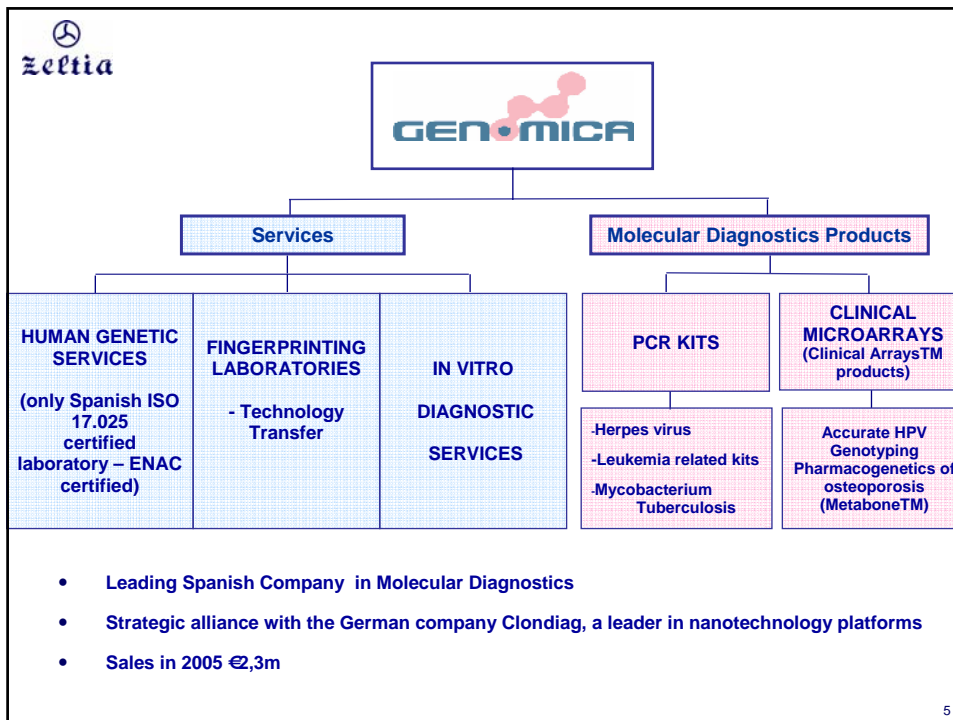 zeltia
GENOMICA
Services
Molecular Diagnostics Products
HUMAN GENETIC
SERVICES
(only Spanish ISO
17.025
certified
laboratory – ENAC
certified)
FINGERPRINTING
LABORATORIES
- Technology
Transfer
IN VITRO
DIAGNOSTIC
SERVICES
PCR KITS
-Herpes virus
-Leukemia related kits
-Mycobacterium
Tuberculosis
CLINICAL
MICROARRAYS
(Clinical ArraysTM
products)
Accurate HPV
Genotyping
Pharmacogenetics of
osteoporosis
(MetaboneTM)
• Leading Spanish Company in Molecular Diagnostics
• Strategic alliance with the German company Clondiag, a leader in nanotechnology platforms
• Sales in 2005 €2,3m
5